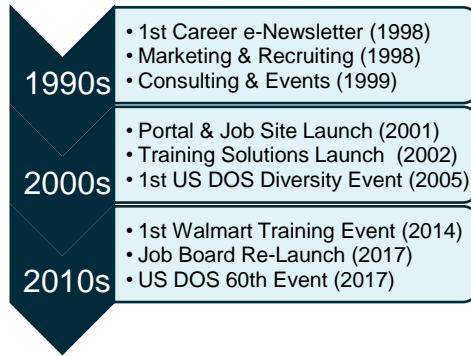 1990s
• 1st Career e-Newsletter (1998)
• Marketing & Recruiting (1998)
• Consulting & Events (1999)
2000s
• Portal & Job Site Launch (2001)
• Training Solutions Launch (2002)
• 1st US DOS Diversity Event (2005)
2010s
• 1st Walmart Training Event (2014)
• Job Board Re-Launch (2017)
• US DOS 60th Event (2017)